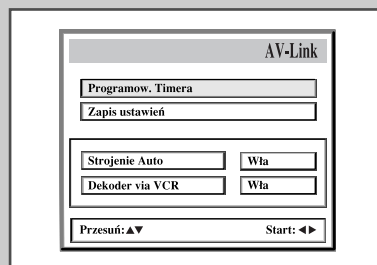 AV-Link
Programow. Timera
Zapis ustawień
Strojenie Auto Wła
Dekoder via VCR Wła
Przesuń:▲▼ Start: ◀▶